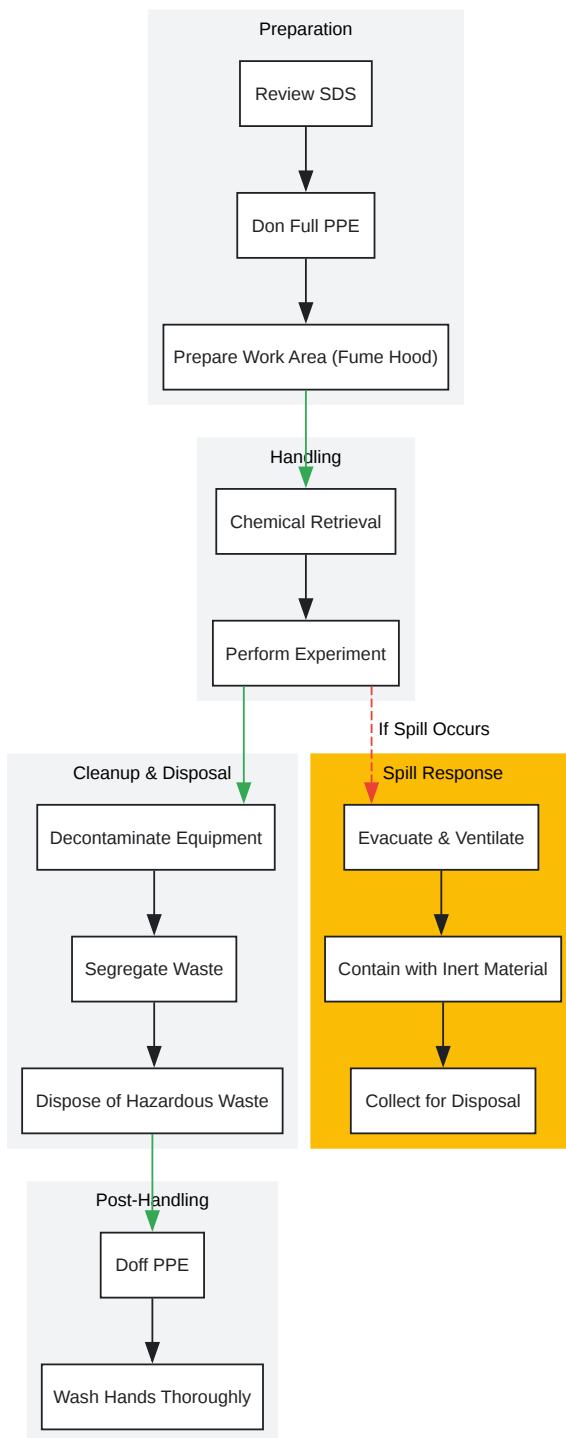 Preparation
Review SDS
Don Full PPE
Prepare Work Area (Fume Hood)
Handling
Chemical Retrieval
Perform Experiment
If Spill Occurs
Cleanup & Disposal
Decontaminate Equipment
Segregate Waste
Dispose of Hazardous Waste
Spill Response
Evacuate & Ventilate
Contain with Inert Material
Collect for Disposal
Post-Handling
Doff PPE
Wash Hands Thoroughly